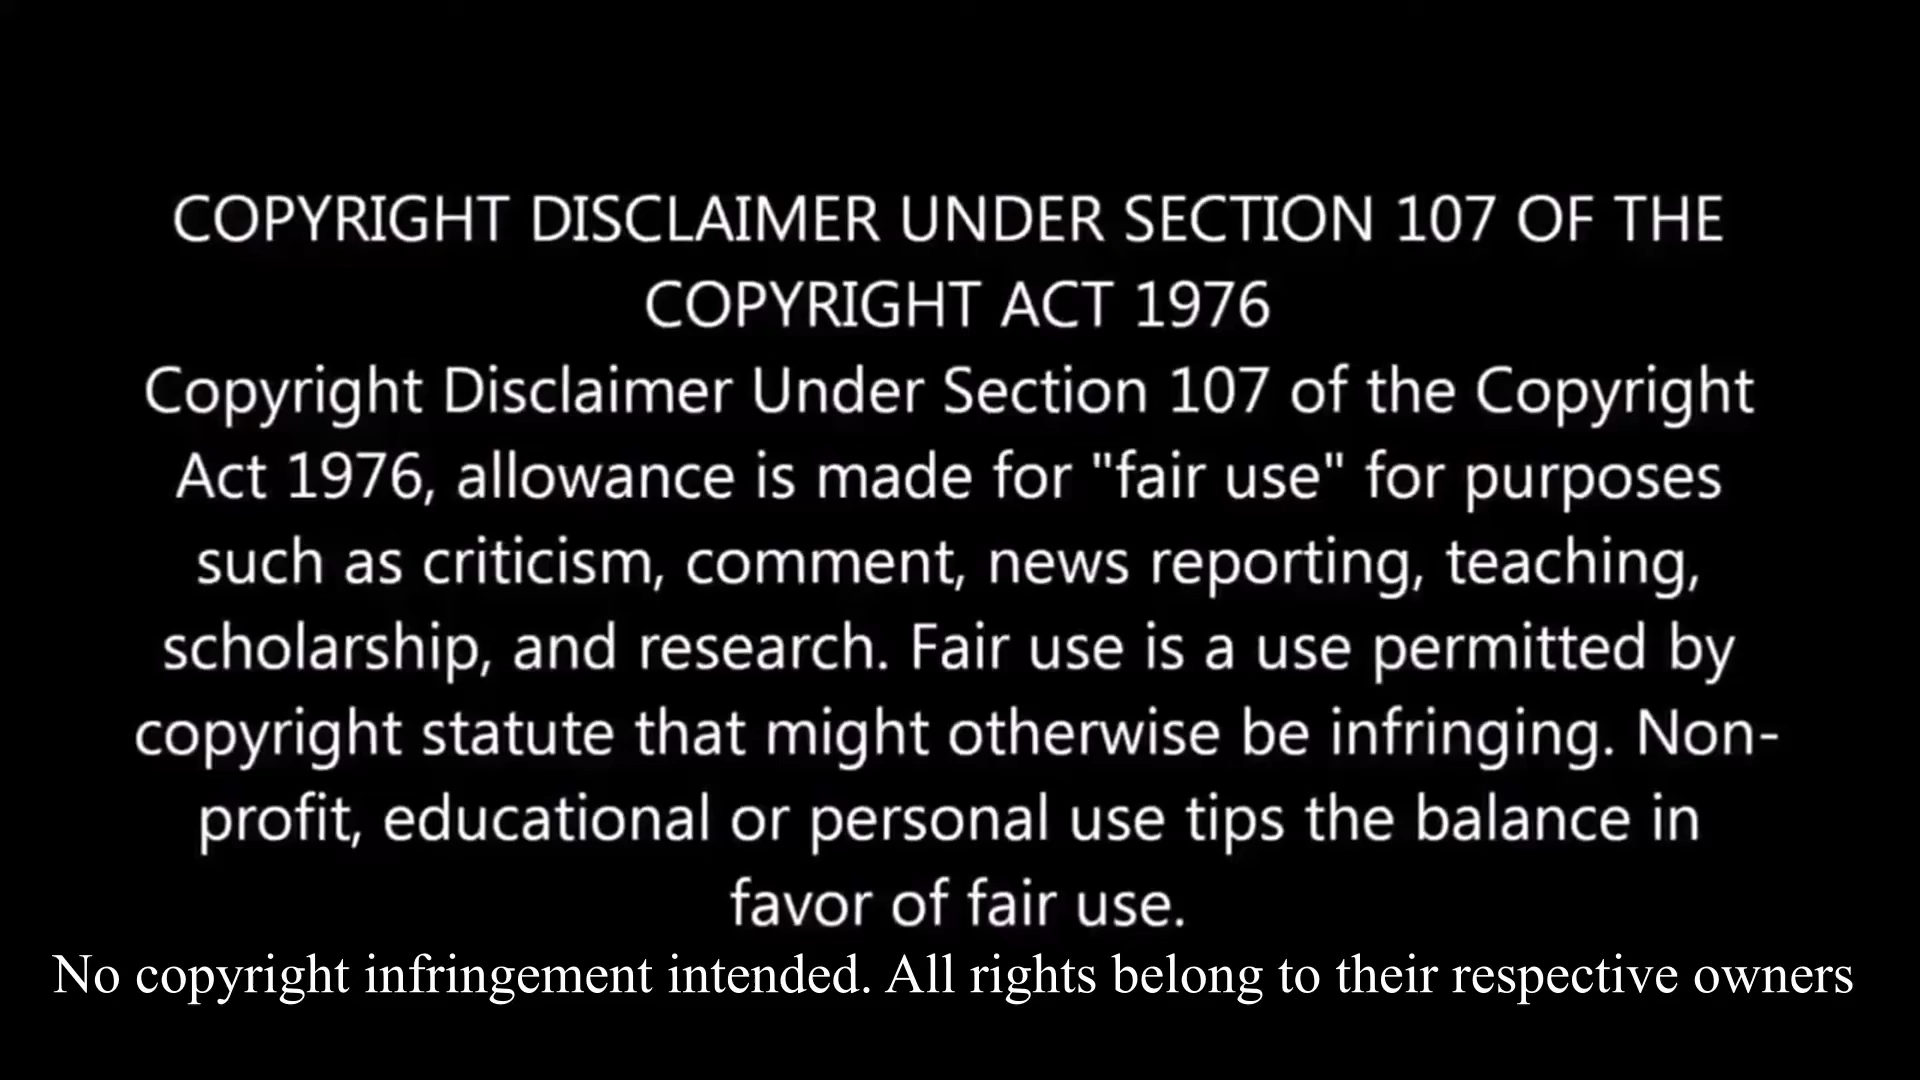 COPYRIGHT DISCLAIMER UNDER SECTION 107 OF THE
COPYRIGHT ACT 1976
Copyright Disclaimer Under Section 107 of the Copyright
Act 1976, allowance is made for "fair use" for purposes
such as criticism, comment, news reporting, teaching,
scholarship, and research. Fair use is a use permitted by
copyright statute that might otherwise be infringing. Non-
profit, educational or personal use tips the balance in
favor of fair use.
No copyright infringement intended. All rights belong to their respective owners